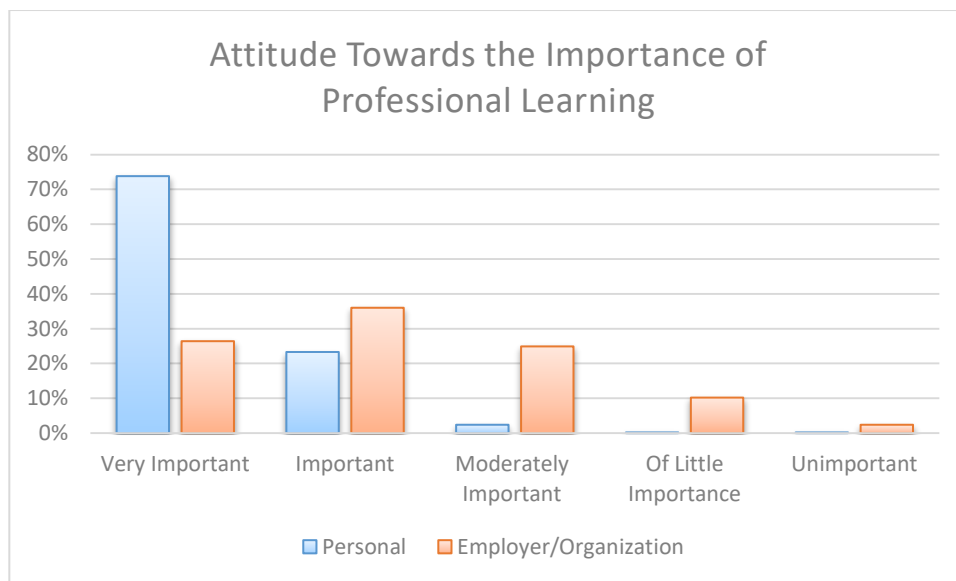 Attitude Towards the Importance of
Professional Learning
80%
70%
60%
50%
40%
30%
20%
10%
0%
Very Important
Important
Moderately
Important
Of Little
Importance
Unimportant
Personal
Employer/Organization